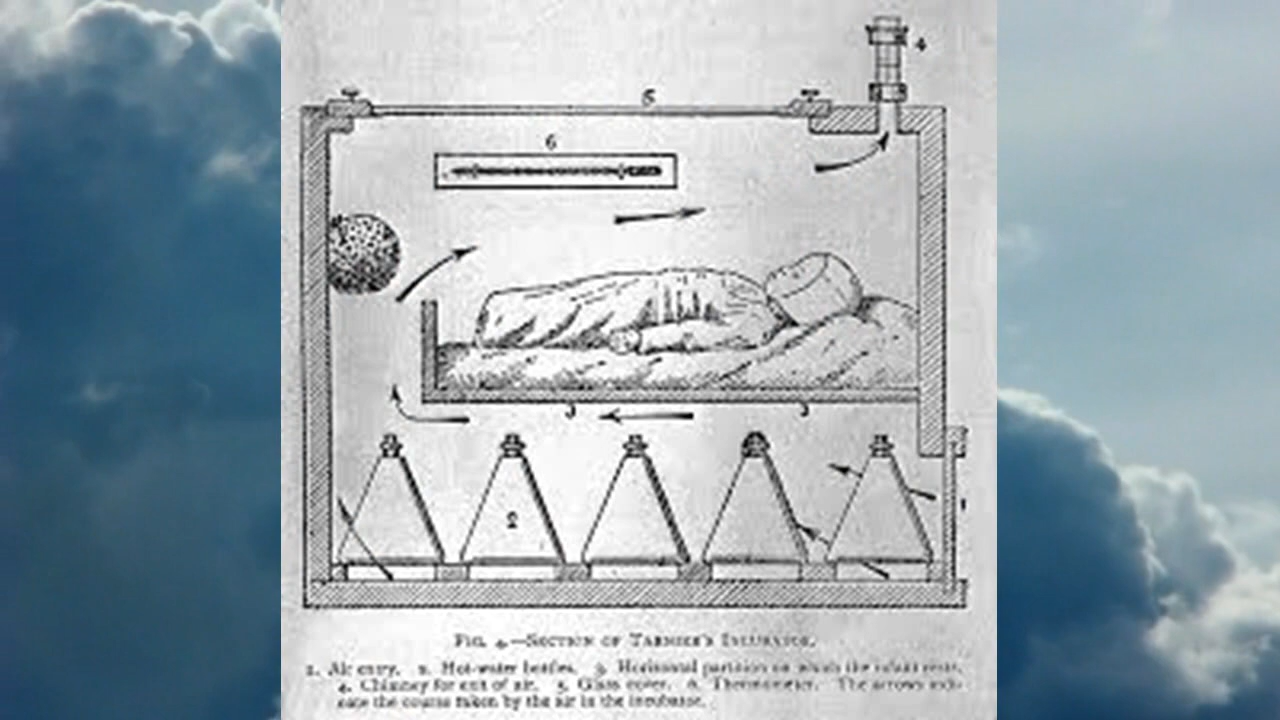 4
5
6
3 3
2
1
FIG. 4.—SECTION OF TARNIER'S INCUBATOR.
1. Air entry. 2. Hot-water bottles. 3. Horizontal partition on which the infant rests.
4. Chimney for exit of air. 5. Glass cover. 6. Thermometer. The arrows indi-
cate the course taken by the air in the incubator.